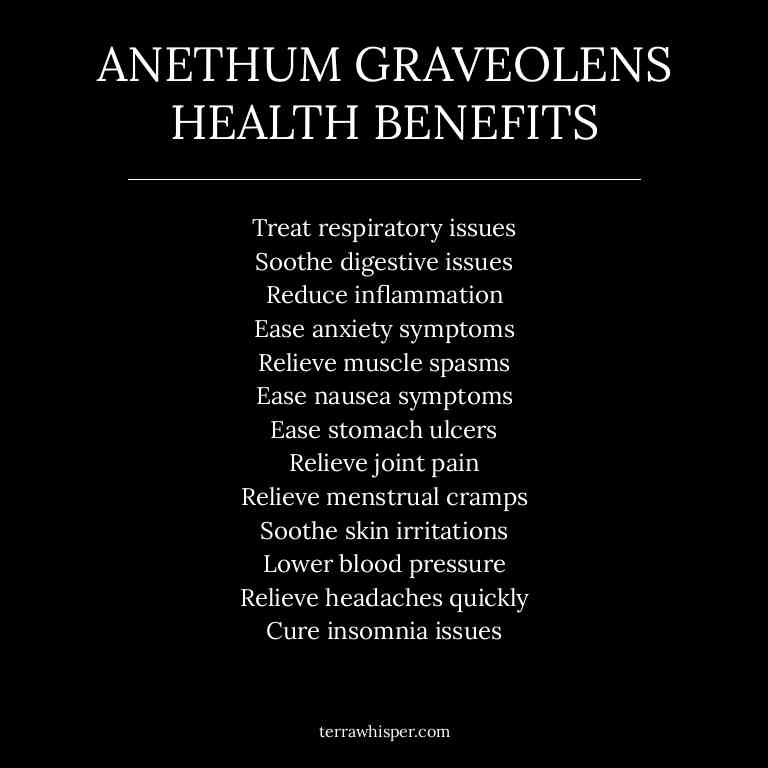 ANETHUM GRAVEOLENS
HEALTH BENEFITS
Treat respiratory issues
Soothe digestive issues
Reduce inflammation
Ease anxiety symptoms
Relieve muscle spasms
Ease nausea symptoms
Ease stomach ulcers
Relieve joint pain
Relieve menstrual cramps
Soothe skin irritations
Lower blood pressure
Relieve headaches quickly
Cure insomnia issues
terrawhisper.com